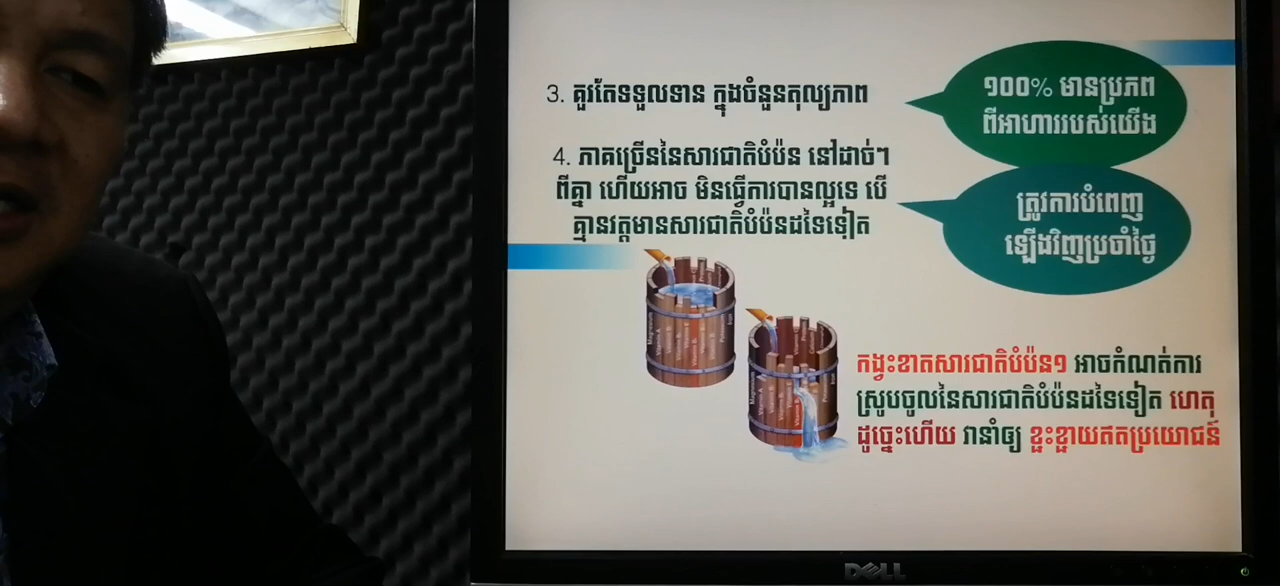 3. គួរតែទទួលទាន ក្នុងចំនួនតុល្យភាព
១០០% មានប្រភព
ពីអាហាររបស់យើង
4. ភាគច្រើននៃសារជាតិបំប៉ន នៅដាច់ៗ
ពីគ្នា ហើយអាច មិនធ្វើការបានល្អទេ បើ
គ្មានវត្តមានសារជាតិបំប៉នដទៃទៀត
ត្រូវការបំពេញ
ឡើងវិញប្រចាំថ្ងៃ
កង្វះខាតសារជាតិបំប៉ន១ អាចកំណត់ការ
ស្រូបចូលនៃសារជាតិបំប៉នដទៃទៀត ហេតុ
ដូច្នេះហើយ វានាំឲ្យ ខ្ជះខ្ជាយឥតប្រយោជន៍
DELL